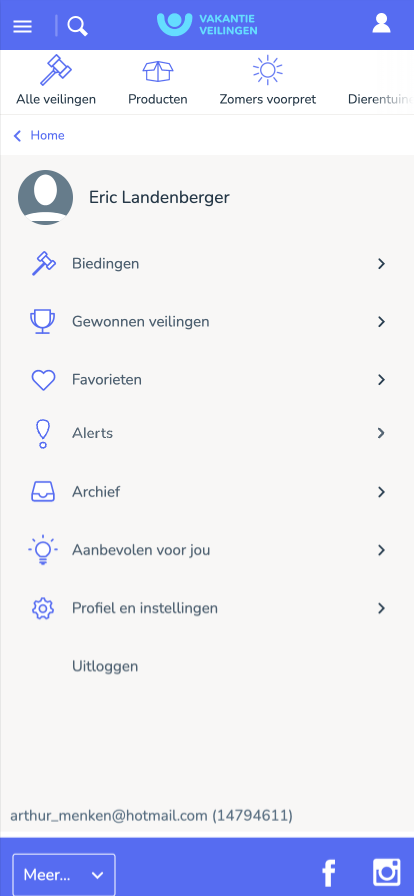 VAKANTIE
VEILINGEN
Alle veilingen
Producten
Zomers voorpret
Dierentuin
Home
Eric Landenberger
Biedingen
Gewonnen veilingen
Favorieten
Alerts
Archief
Aanbevolen voor jou
Profiel en instellingen
Uitloggen
arthur_menken@hotmail.com (14794611)
Meer...